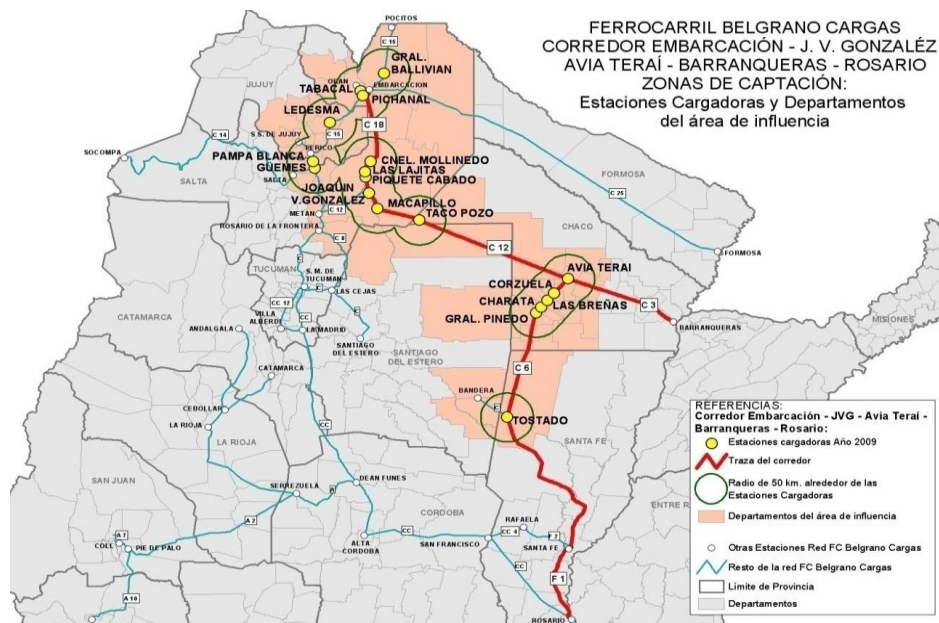 FERROCARRIL BELGRANO CARGAS
CORREDOR EMBARCACIÓN - J. V. GONZALÉZ
AVIA TERAÍ - BARRANQUERAS - ROSARIO
ZONAS DE CAPTACIÓN:
Estaciones Cargadoras y Departamentos
del área de influencia
POCITOS
C 15
GRAL.
BALLIVIAN
JUJUY
ORAN
EMBARCACION
TABACAL
PICHANAL
LEDESMA
C 18
C 15
S.S. DE JUJUY
C 14
PERICO
SOCOMPA
PAMPA BLANCA
GÜEMES
CNEL. MOLLINEDO
LAS LAJITAS
PIQUETE CABADO
SALTA
SALTA
JOAQUIN
V.GONZALEZ
MACAPILLO
TACO POZO
FORMOSA
C 25
METAN
C 12
ROSARIO DE LA FRONTERA
C 8
CHACO
C 12
FORMOSA
TUCUMAN
S. M. DE
TUCUMAN
AVIA TERAI
LAS CEJAS
CORZUELA
CC 12
CC
CHARATA
LAS BREÑAS
C 3
CATAMARCA
VILLA
ALBERDI
GRAL. PINEDO
ANDALGALA
LA MADRID
BARRANQUERAS
MISIONES
SANTIAGO
DEL ESTERO
SANTIAGO
DEL ESTERO
C 6
CATAMARCA
BANDERA
CEBOLLAR
CC
TOSTADO
LA RIOJA
LA RIOJA
SANTA FE
SAN JUAN
SERREZUELA
A
DEAN FUNES
CORDOBA
ENTRE R
A 7
A 2
COLL
PIE DE PALO
RAFAELA
CC
CC 4
F 2
ALTA
CORDOBA
SAN FRANCISCO
SANTA FE
CC
F 1
A 10
ROSARIO
REFERENCIAS:
Corredor Embarcación - JVG - Avia Teraí -
Barranqueras - Rosario:
Estaciones cargadoras Año 2009
Traza del corredor
Radio de 50 km. alrededor de las
Estaciones Cargadoras
Departamentos del área de influencia
Otras Estaciones Red FC Belgrano Cargas
Resto de la red FC Belgrano Cargas
Límite de Provincia
Departamentos